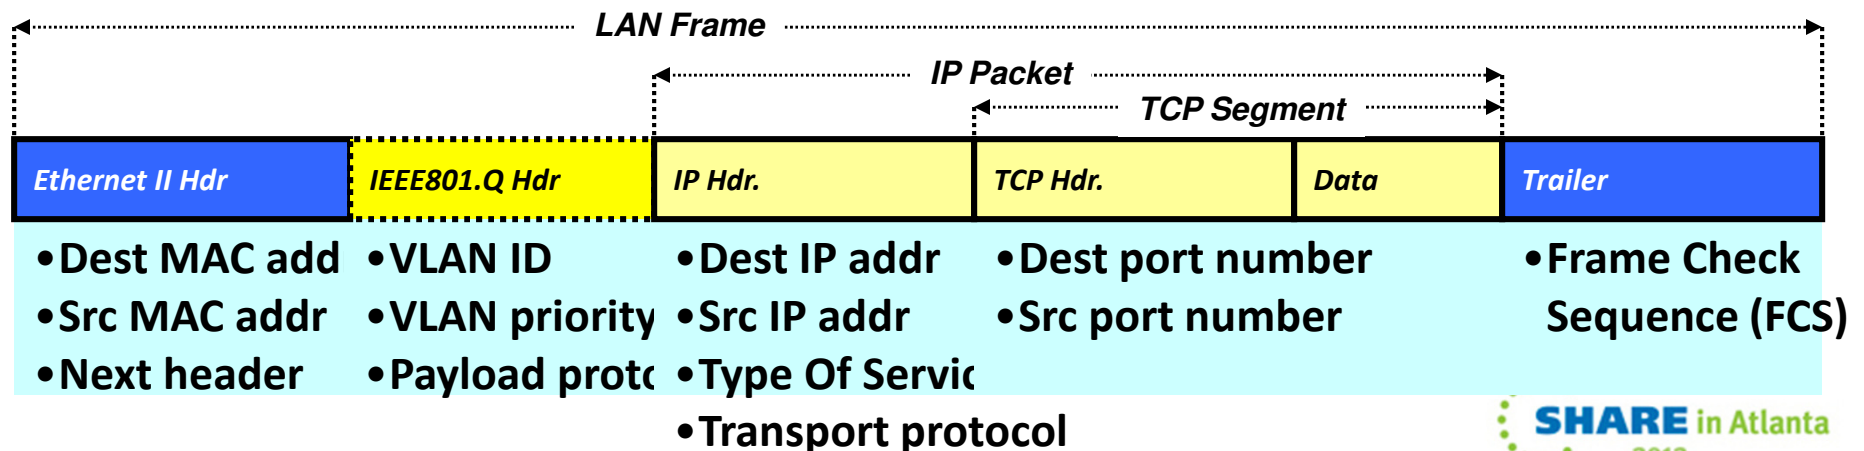 LAN Frame
IP Packet
TCP Segment
Ethernet II Hdr
IEEE801.Q Hdr
IP Hdr.
TCP Hdr.
Data
Trailer
•Dest MAC add
•Src MAC addr
•Next header
•VLAN ID
•VLAN priority
•Payload proto
•Dest IP addr
•Src IP addr
•Type Of Servic
•Transport protocol
•Dest port number
•Src port number
•Frame Check
Sequence (FCS)
SHARE in Atlanta